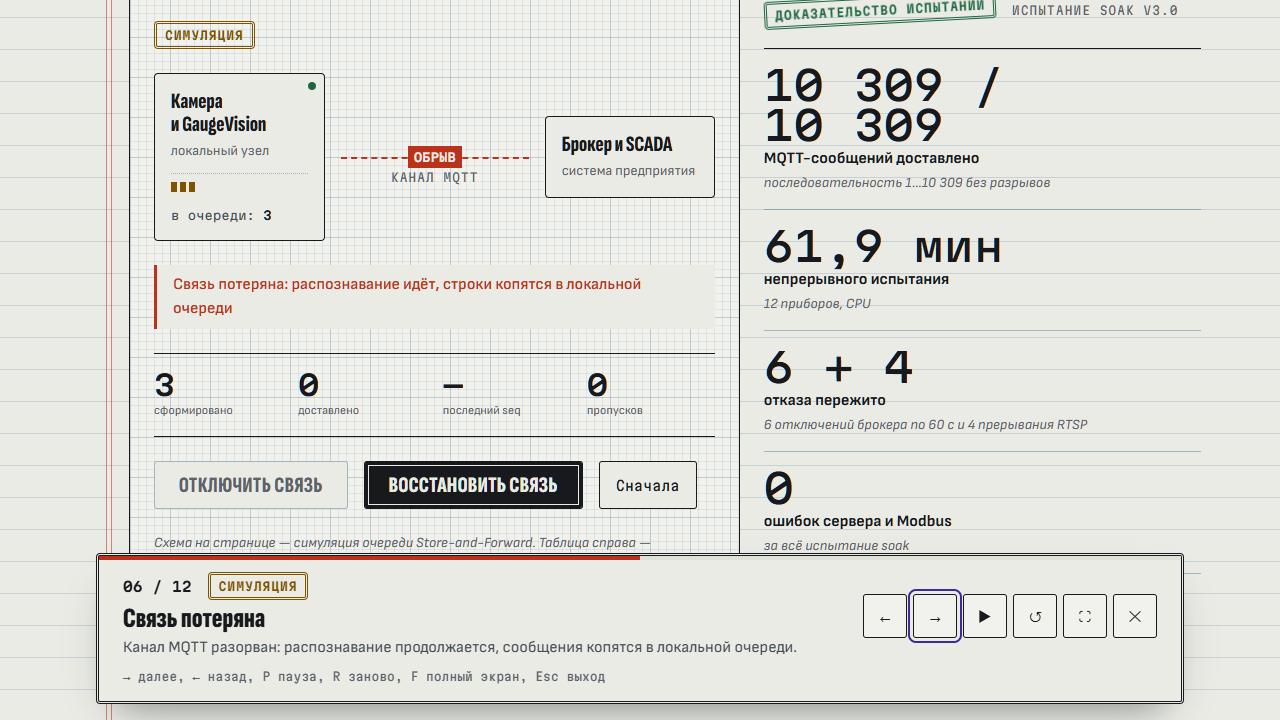 СИМУЛЯЦИЯ
Камера
и GaugeVision
локальный узел
в очереди: 3
ОБРЫВ
КАНАЛ MQTT
Брокер и SCADA
система предприятия
Связь потеряна: распознавание идёт, строки копятся в локальной
очереди
3
сформировано
0
доставлено
—
последний seq
0
пропусков
ОТКЛЮЧИТЬ СВЯЗЬ
ВОССТАНОВИТЬ СВЯЗЬ
Сначала
Схема на странице — симуляция очереди Store-and-Forward. Таблица справа —
ДОКАЗАТЕЛЬСТВО ИСПЫТАНИЙ
ИСПЫТАНИЕ SOAK V3.0
10 309 /
10 309
MQTT-сообщений доставлено
последовательность 1…10 309 без разрывов
61,9 мин
непрерывного испытания
12 приборов, CPU
6 + 4
отказа пережито
6 отключений брокера по 60 с и 4 прерывания RTSP
0
ошибок сервера и Modbus
за всё испытание soak
06 / 12
СИМУЛЯЦИЯ
Связь потеряна
Канал MQTT разорван: распознавание продолжается, сообщения копятся в локальной очереди.
→ далее, ← назад, P пауза, R заново, F полный экран, Esc выход